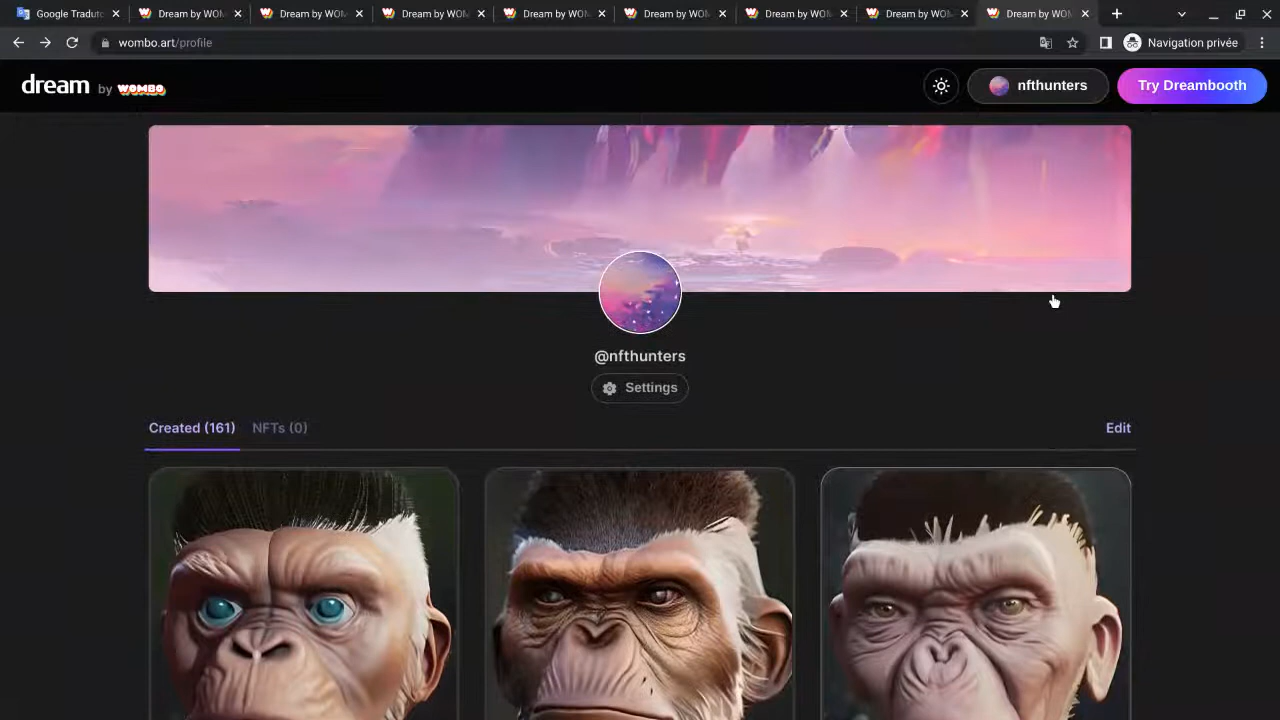 Google Traduto
Dream by WOM
Dream by WOM
Dream by WOM
Dream by WOM
Dream by WOM
Dream by WOM
Dream by WOM
Dream by WOM
wombo.art/profile
Navigation privée
dream by WOMBO
nfthunters
Try Dreambooth
@nfthunters
Settings
Created (161)
NFTs (0)
Edit